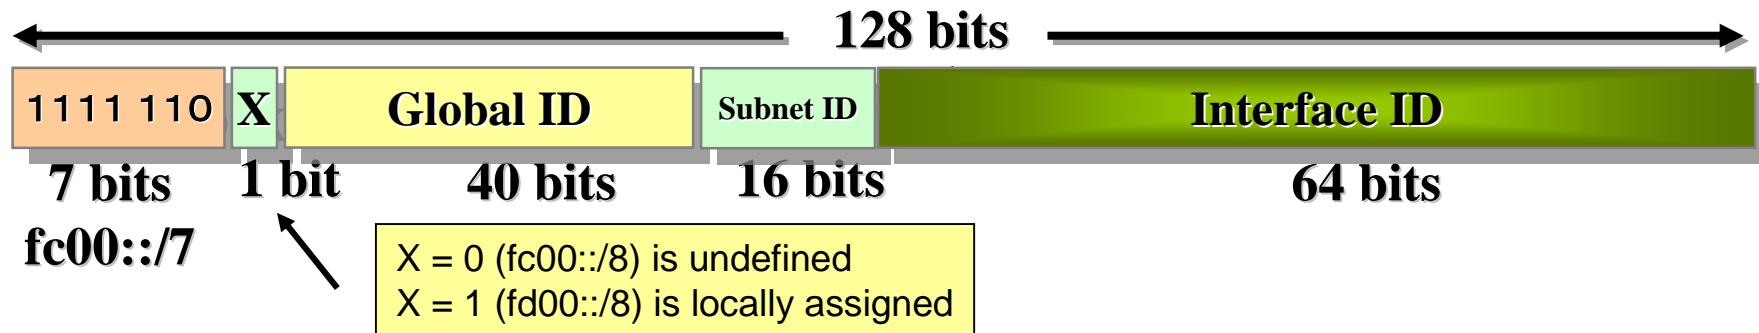 128 bits
1111 110 X Global ID Subnet ID Interface ID
7 bits 1 bit 40 bits 16 bits 64 bits
fc00::/7
X = 0 (fc00::/8) is undefined
X = 1 (fd00::/8) is locally assigned